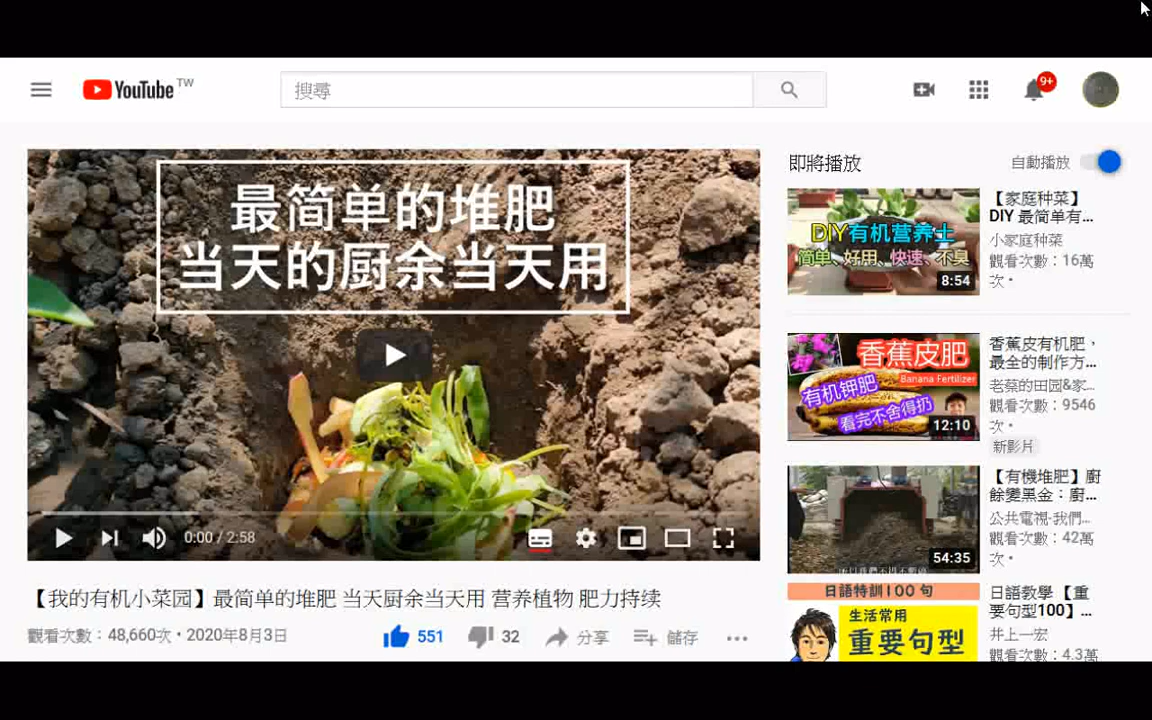 YouTube TW
搜尋
9+
最简单的堆肥
当天的厨余当天用
0:00 / 2:58
【我的有机小菜园】最简单的堆肥 当天厨余当天用 营养植物 肥力持续
觀看次數：48,660次 • 2020年8月3日
551
32
分享
儲存
即將播放
自動播放
DIY有机营养土
简单、好用、快速、不臭
8:54
【家庭种菜】
DIY 最简单有...
小家庭种菜
觀看次數：16萬
次 •
香蕉皮肥
Banana Fertilizer
有机钾肥
看完不舍得扔
12:10
香蕉皮有机肥，
最全的制作方...
老蔡的田园&家...
觀看次數：9546
次 •
新影片
54:35
【有機堆肥】廚
餘變黑金：廚...
公共電視-我們...
觀看次數：42萬
次 •
日語特訓100句
生活常用
重要句型
日語教學 【重
要句型100】...
井上一宏
觀看次數：4.3萬